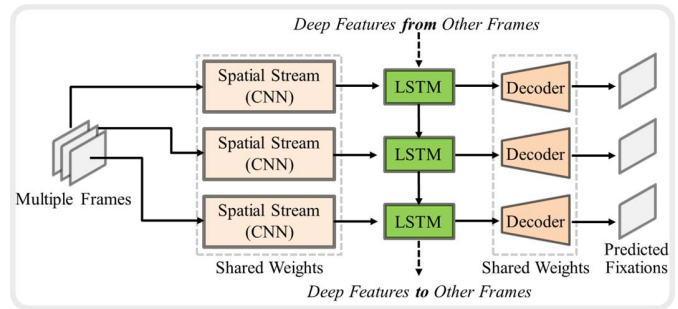 Deep Features from Other Frames
Spatial Stream
(CNN)
LSTM
Decoder
Spatial Stream
(CNN)
LSTM
Decoder
Multiple Frames
Spatial Stream
(CNN)
LSTM
Decoder
Shared Weights
Shared Weights
Predicted
Fixations
Deep Features to Other Frames